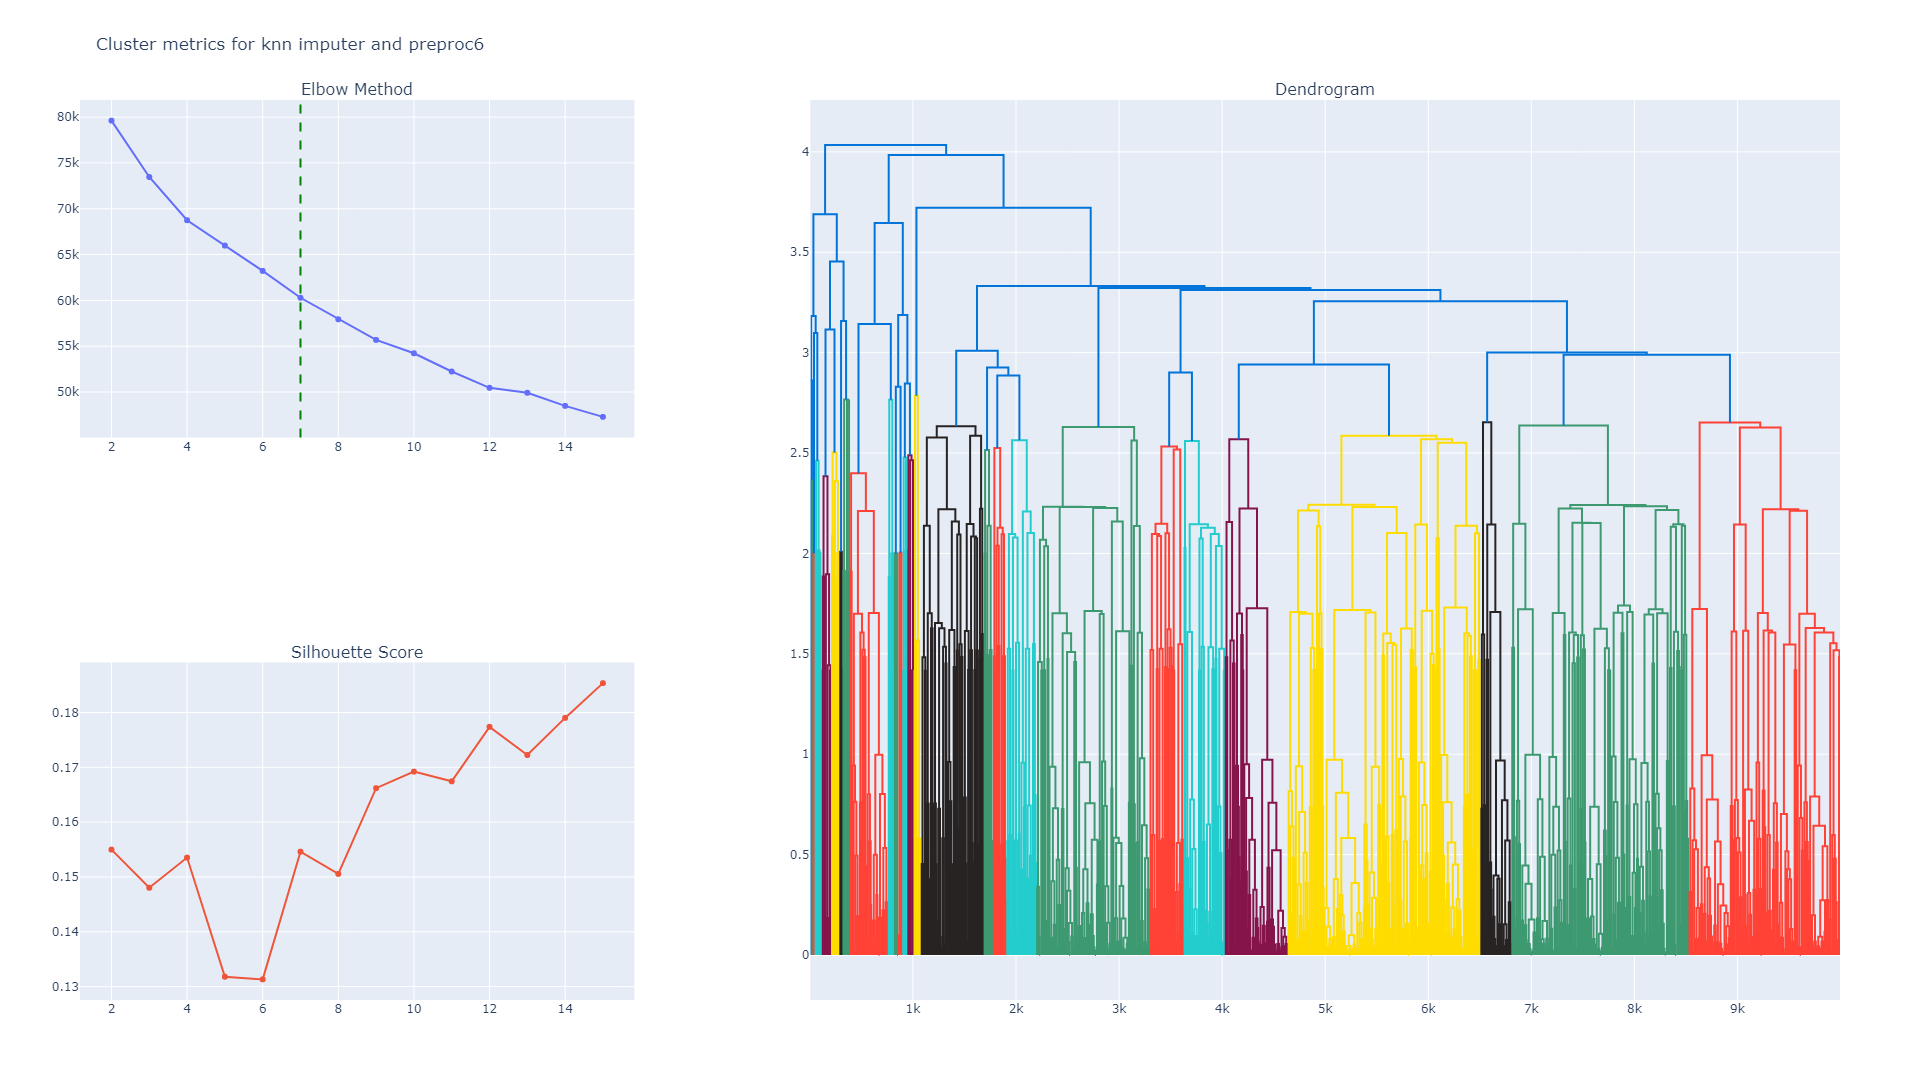 Cluster metrics for knn imputer and preproc6
Elbow Method
80k
75k
70k
65k
60k
55k
50k
2 4 6 8 10 12 14
Silhouette Score
0.18
0.17
0.16
0.15
0.14
0.13
2 4 6 8 10 12 14
Dendrogram
4
3.5
3
2.5
2
1.5
1
0.5
0
1k 2k 3k 4k 5k 6k 7k 8k 9k